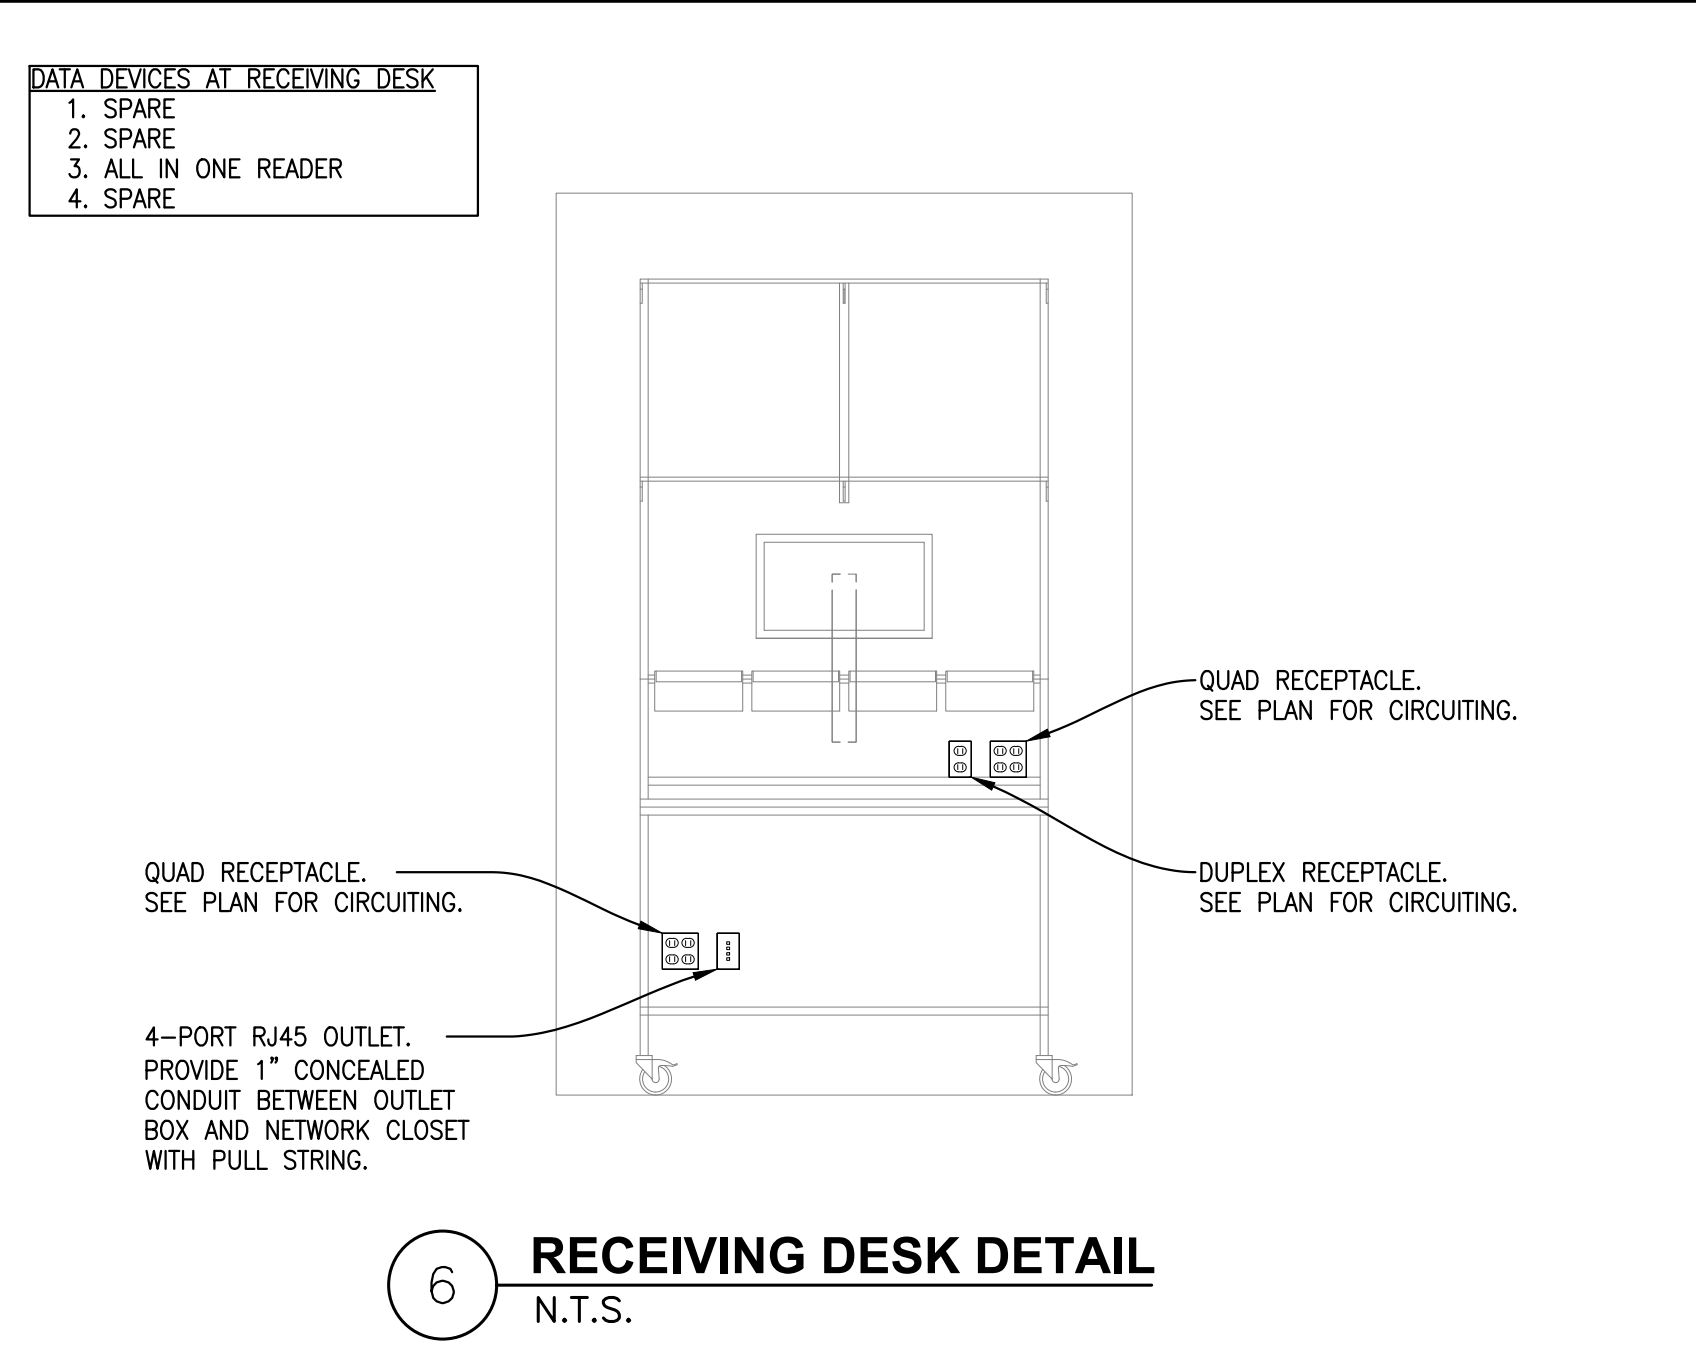 DATA DEVICES AT RECEIVING DESK
1. SPARE
2. SPARE
3. ALL IN ONE READER
4. SPARE
QUAD RECEPTACLE.
SEE PLAN FOR CIRCUITING.
DUPLEX RECEPTACLE.
SEE PLAN FOR CIRCUITING.
QUAD RECEPTACLE.
SEE PLAN FOR CIRCUITING.
4-PORT RJ45 OUTLET.
PROVIDE 1" CONCEALED
CONDUIT BETWEEN OUTLET
BOX AND NETWORK CLOSET
WITH PULL STRING.
6
RECEIVING DESK DETAIL
N.T.S.